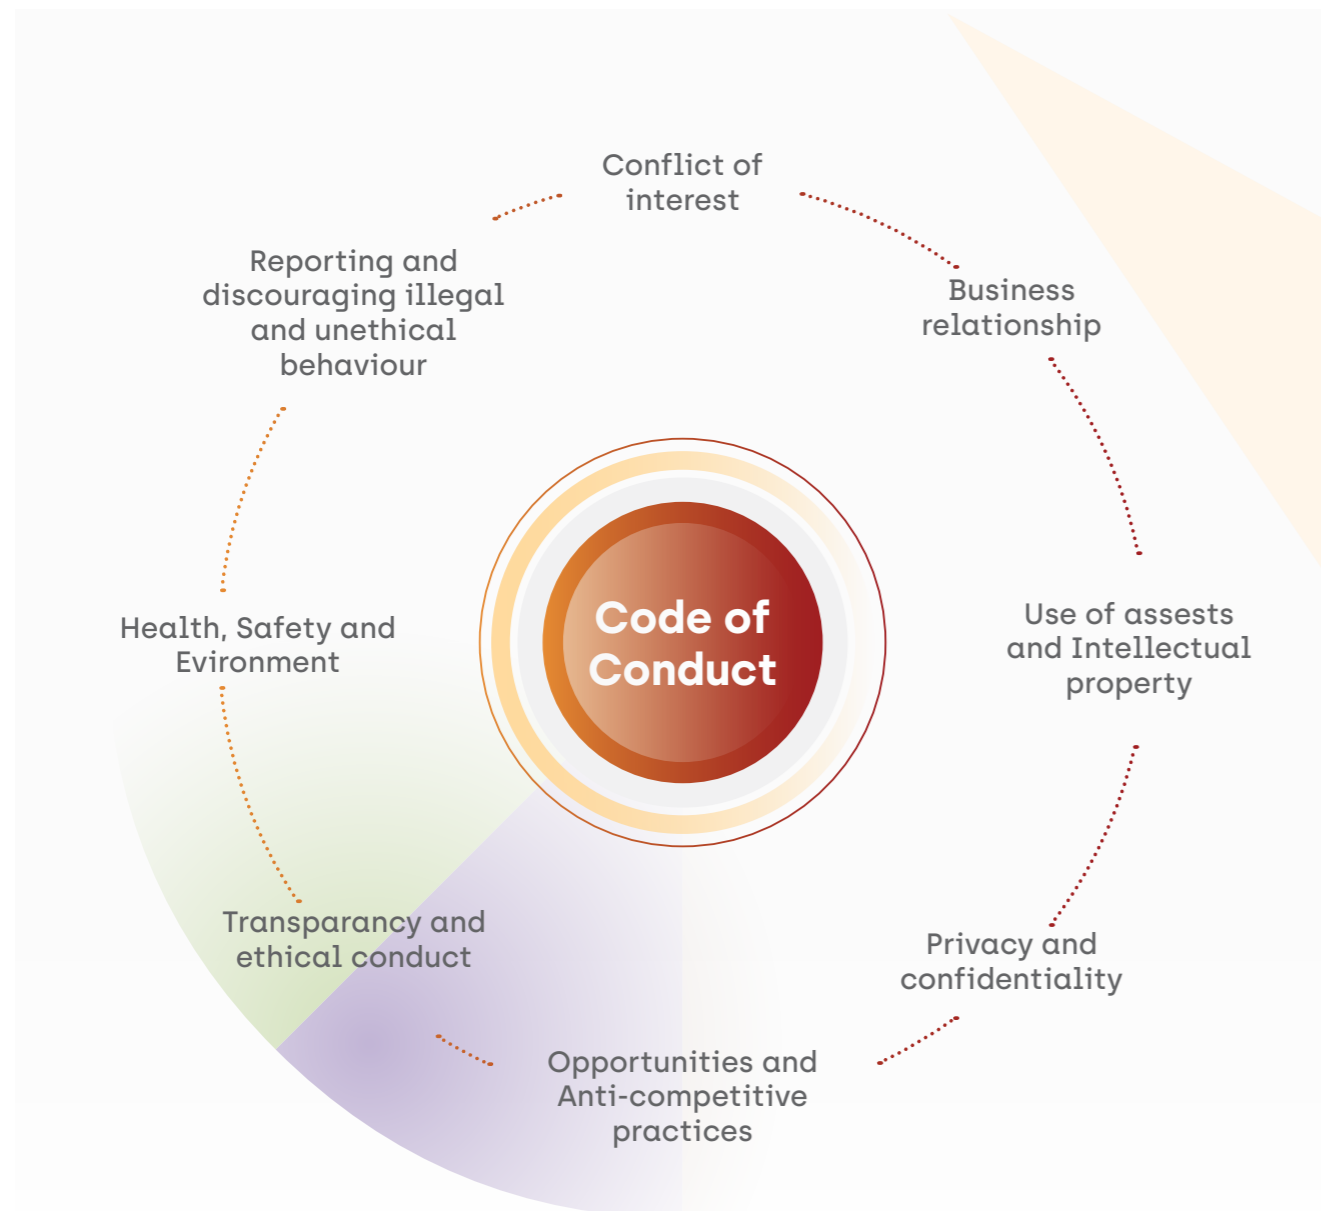 Conflict of
interest
Business
relationship
Use of assests
and Intellectual
property
Privacy and
confidentiality
Opportunities and
Anti-competitive
practices
Transparancy and
ethical conduct
Health, Safety and
Evironment
Reporting and
discouraging illegal
and unethical
behaviour
Code of
Conduct